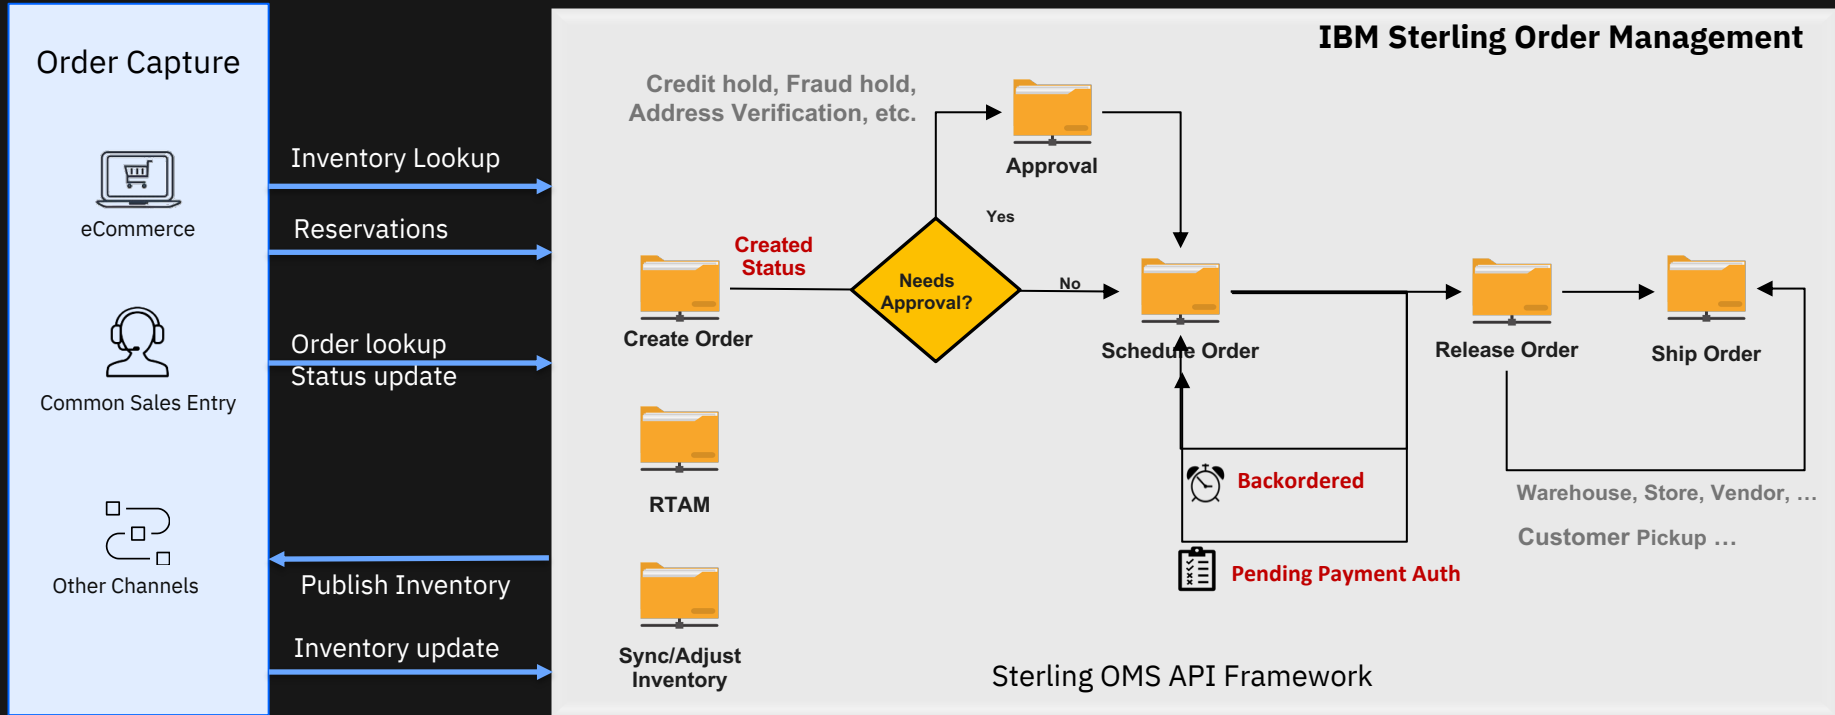 Order Capture
eCommerce
Common Sales Entry
Other Channels
Inventory Lookup
Reservations
Order lookup
Status update
Publish Inventory
Inventory update
IBM Sterling Order Management
Credit hold, Fraud hold,
Address Verification, etc.
Approval
Yes
Created
Status
Needs
Approval?
No
Create Order
Schedule Order
Release Order
Ship Order
RTAM
Backordered
Warehouse, Store, Vendor, ...
Customer Pickup ...
Pending Payment Auth
Sync/Adjust
Inventory
Sterling OMS API Framework